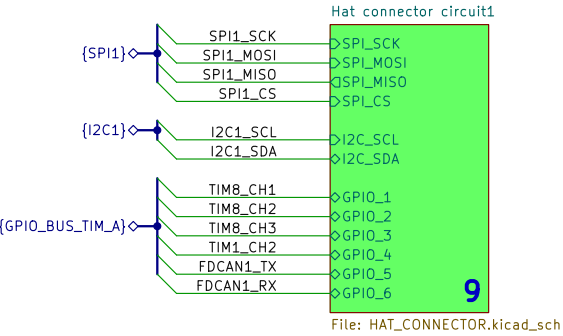 Hat connector circuit1
{SPI1}
SPI1_SCK SPI_SCK
SPI1_MOSI SPI_MOSI
SPI1_MISO SPI_MISO
SPI1_CS SPI_CS
{I2C1}
I2C1_SCL I2C_SCL
I2C1_SDA I2C_SDA
{GPIO_BUS_TIM_A}
TIM8_CH1 GPIO_1
TIM8_CH2 GPIO_2
TIM8_CH3 GPIO_3
TIM1_CH2 GPIO_4
FDCAN1_TX GPIO_5
FDCAN1_RX GPIO_6
9
File: HAT_CONNECTOR.kicad_sch